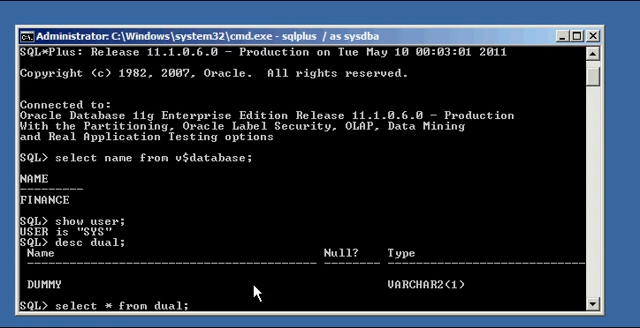 Administrator: C:\Windows\system32\cmd.exe - sqlplus / as sysdba
SQL*Plus: Release 11.1.0.6.0 - Production on Tue May 10 00:03:01 2011
Copyright (c) 1982, 2007, Oracle.  All rights reserved.
Connected to:
Oracle Database 11g Enterprise Edition Release 11.1.0.6.0 - Production
With the Partitioning, Oracle Label Security, OLAP, Data Mining
and Real Application Testing options
SQL> select name from v$database;
NAME
---------
FINANCE
SQL> show user;
USER is "SYS"
SQL> desc dual;
Name Null? Type
----------------------------------------- -------- ----------------------------
DUMMY VARCHAR2(1)
SQL> select * from dual;